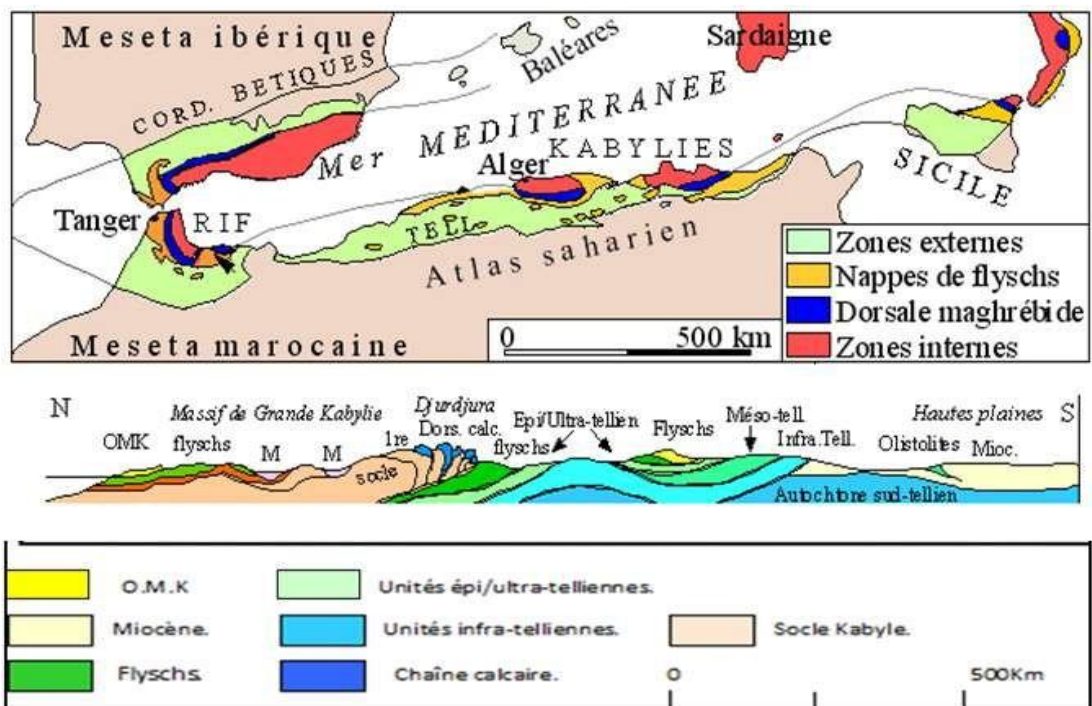 Meseta ibérique
CORD. BETIQUES
Baléares
Sardaigne
Mer MEDITERRANEE
Alger KABYLIES
SICILE
Tanger RIF
TELL
Atlas saharien
Meseta marocaine
0 500 km
Zones externes
Nappes de flyschs
Dorsale maghrébide
Zones internes
N S
Massif de Grande Kabylie
Djurdjura
Dors. calc.
Hautes plaines
OMK flyschs M M 1re
flyschs
Epi/Ultra-tellien
Flyschs
Méso-tell.
Infra.Tell.
Olistolites
Mioc.
socle
Autochtone sud-tellien
O.M.K Unités épi/ultra-telliennes.
Miocène. Unités infra-telliennes. Socle Kabyle.
Flyschs. Chaîne calcaire. 0 500Km